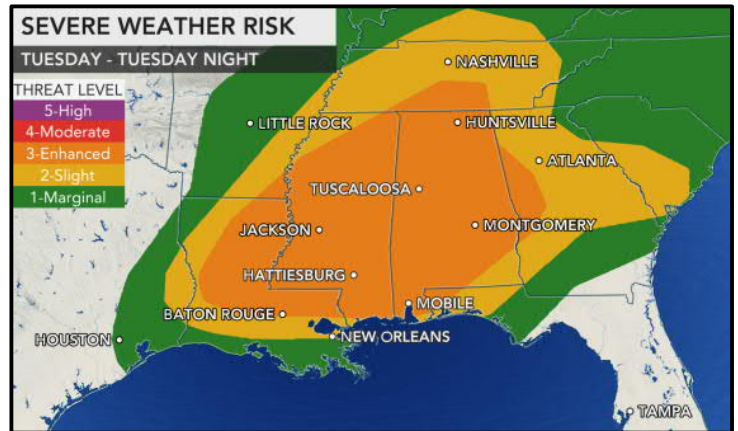 SEVERE WEATHER RISK
TUESDAY - TUESDAY NIGHT
THREAT LEVEL
5-High
4-Moderate
3-Enhanced
2-Slight
1-Marginal
NASHVILLE
LITTLE ROCK
HUNTSVILLE
ATLANTA
TUSCALOOSA
JACKSON
MONTGOMERY
HATTIESBURG
MOBILE
BATON ROUGE
HOUSTON
NEW ORLEANS
TAMPA